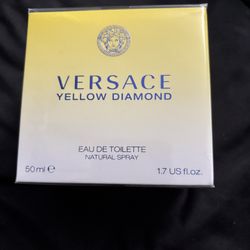 VERSACE
YELLOW DIAMOND
EAU DE TOILETTE
NATURAL SPRAY
50 ml ℮ 1.7 US fl.oz.